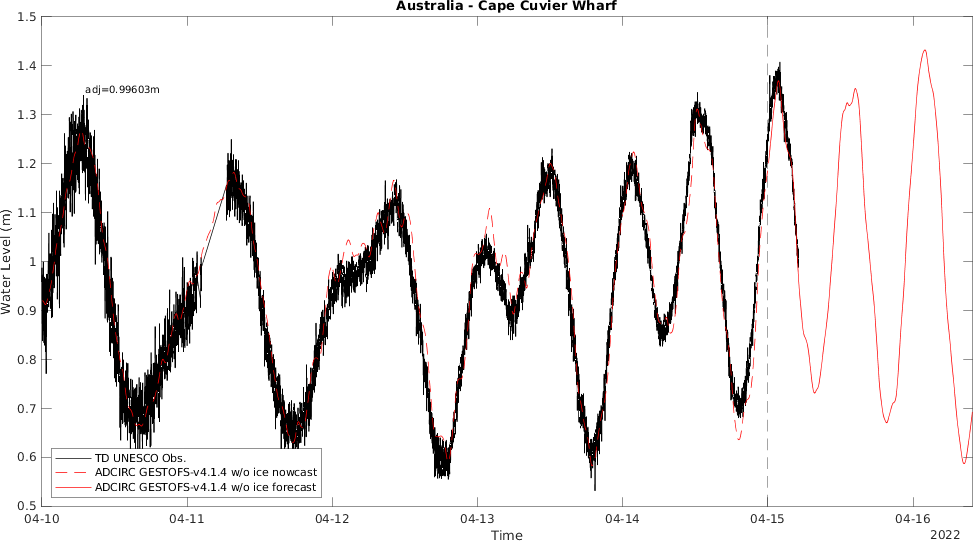 Australia - Cape Cuvier Wharf
1.5
1.4
1.3
1.2
1.1
1
0.9
0.8
0.7
0.6
0.5
Water Level (m)
adj=0.99603m
TD UNESCO Obs.
ADCIRC GESTOFS-v4.1.4 w/o ice nowcast
ADCIRC GESTOFS-v4.1.4 w/o ice forecast
04-10 04-11 04-12 04-13 04-14 04-15 04-16
Time
2022